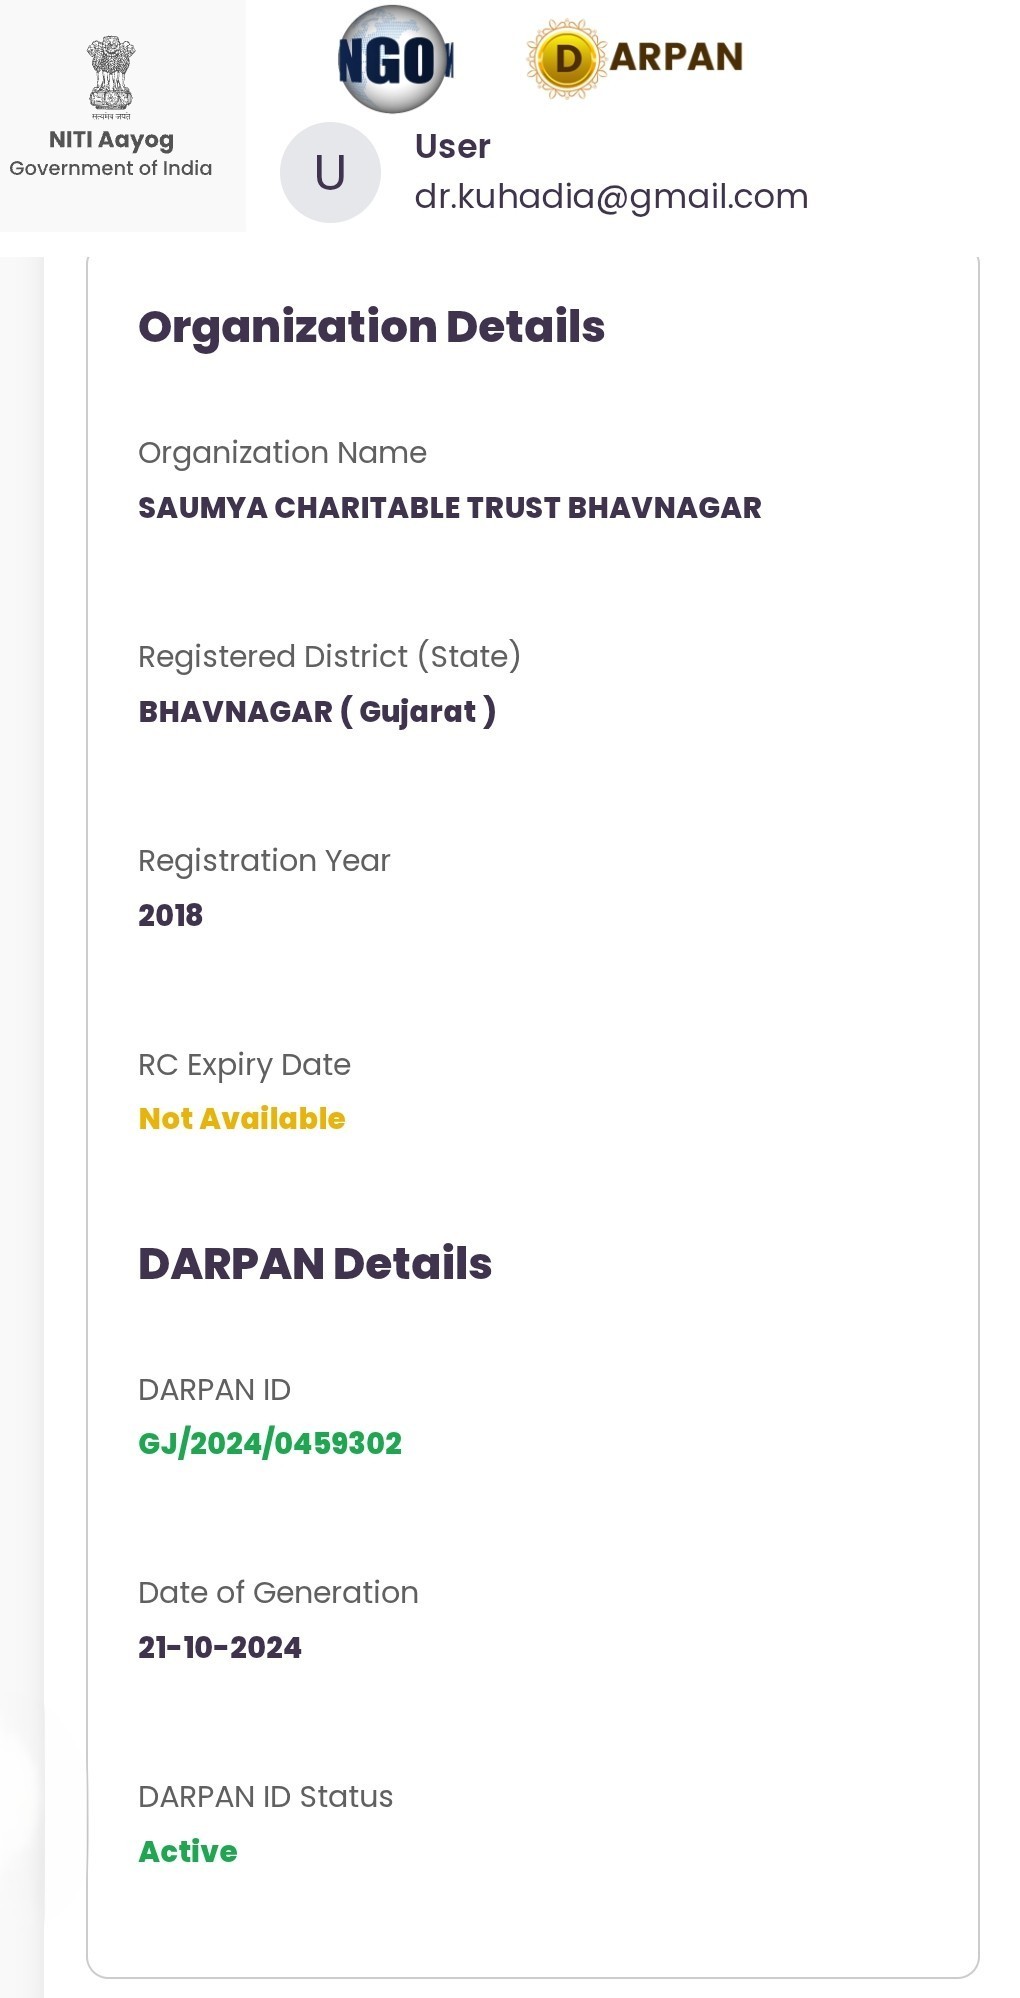 सत्यमेव जयते
NITI Aayog
Government of India
NGO
DARPAN
U
User
dr.kuhadia@gmail.com
Organization Details
Organization Name
SAUMYA CHARITABLE TRUST BHAVNAGAR
Registered District (State)
BHAVNAGAR ( Gujarat )
Registration Year
2018
RC Expiry Date
Not Available
DARPAN Details
DARPAN ID
GJ/2024/0459302
Date of Generation
21-10-2024
DARPAN ID Status
Active